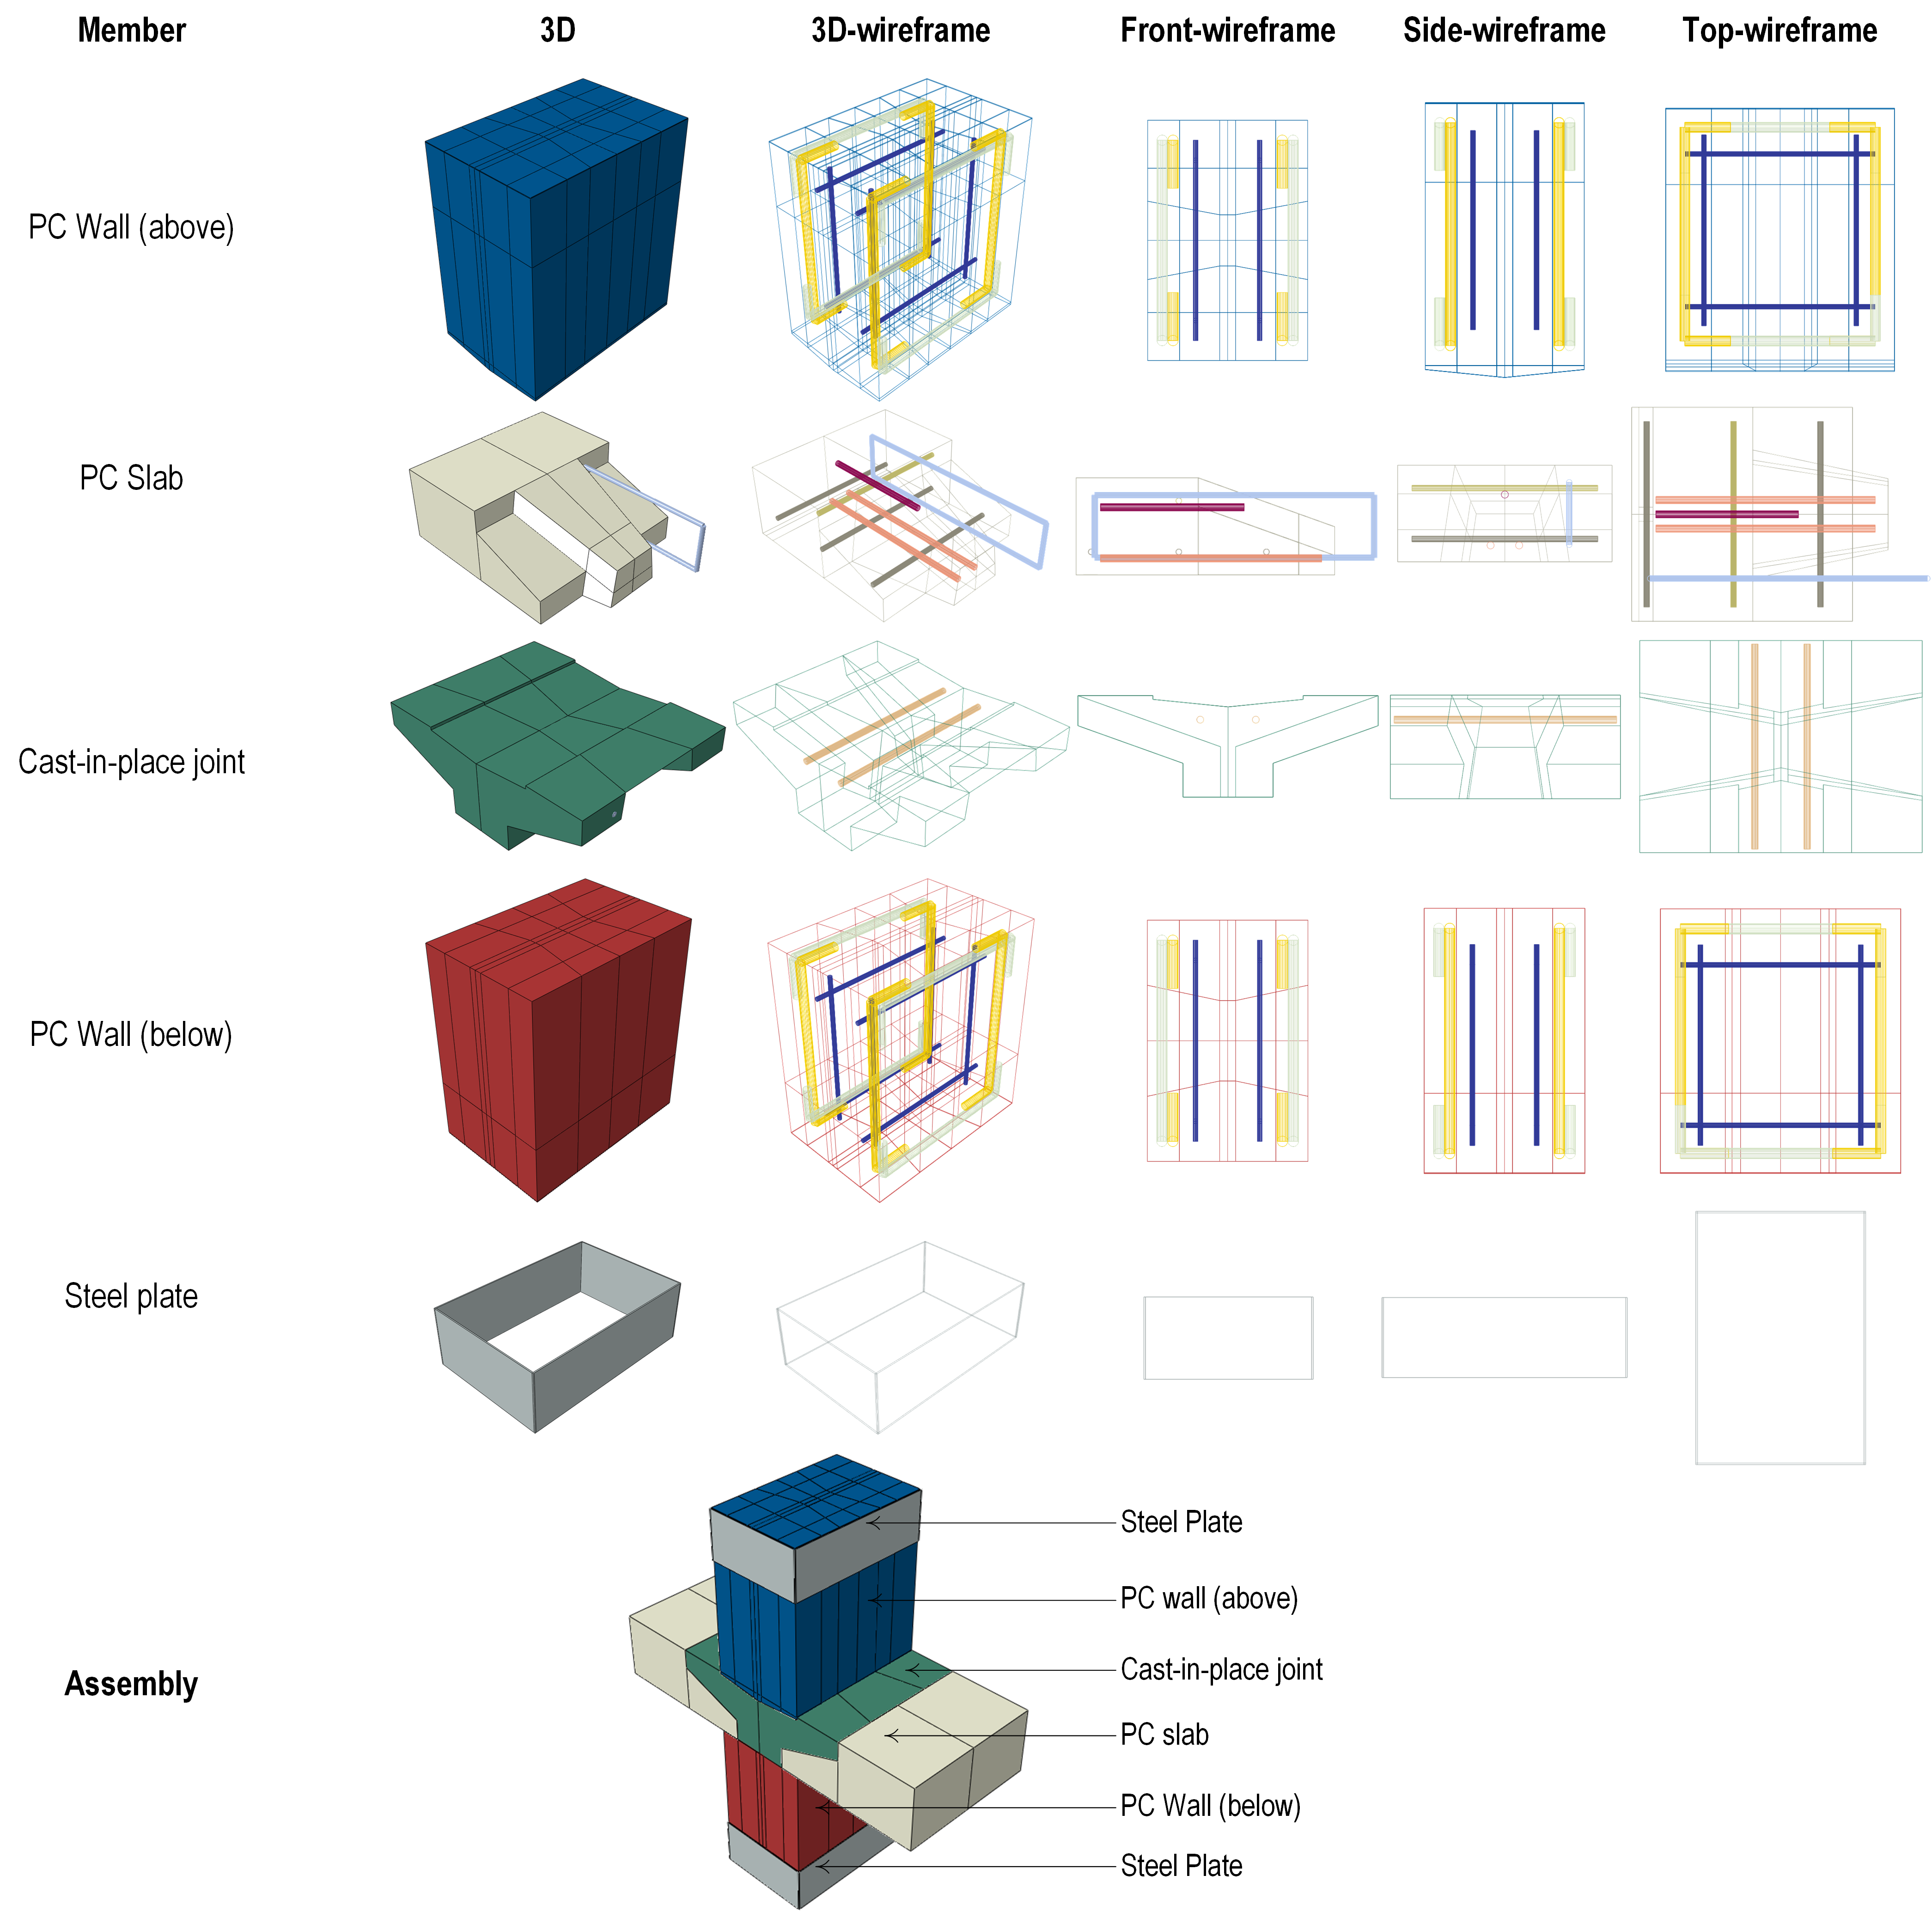 Member 3D 3D-wireframe Front-wireframe Side-wireframe Top-wireframe
PC Wall (above)
PC Slab
Cast-in-place joint
PC Wall (below)
Steel plate
Assembly
Steel Plate
PC wall (above)
Cast-in-place joint
PC slab
PC Wall (below)
Steel Plate